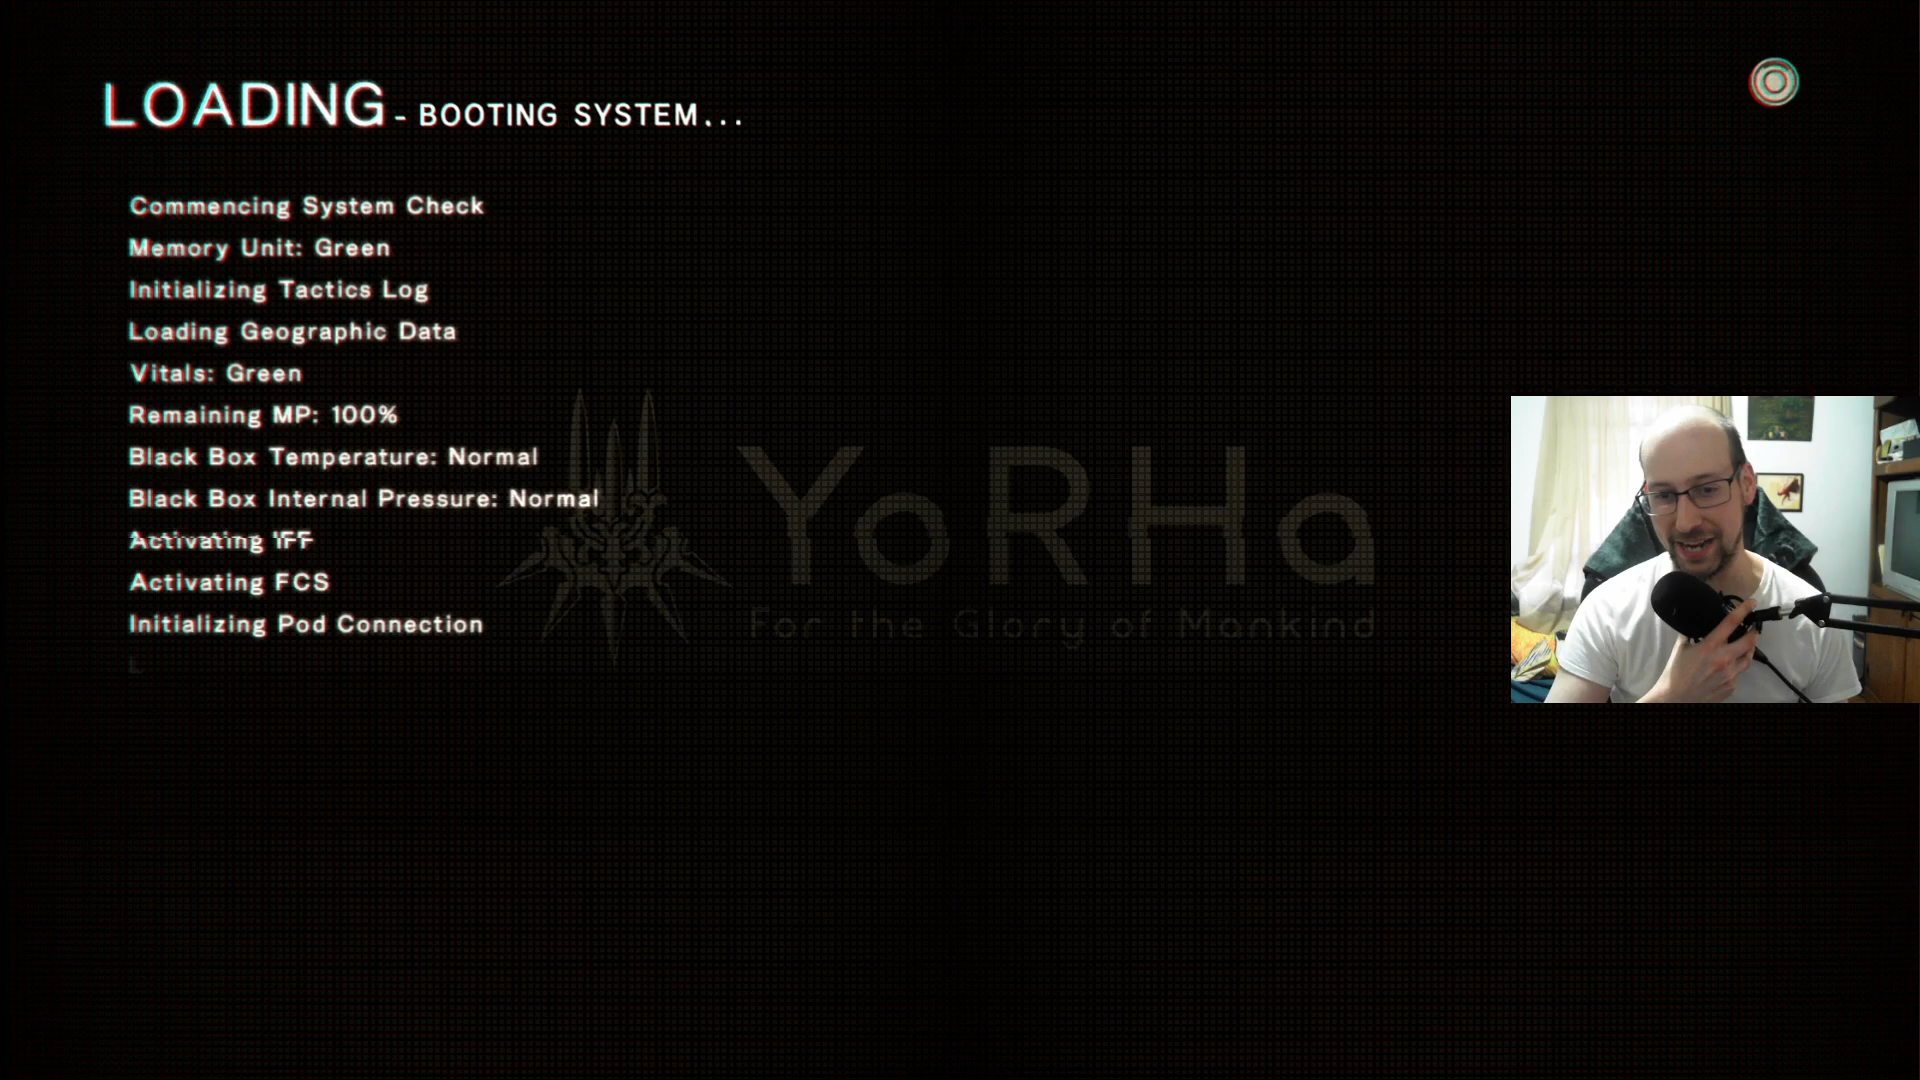 LOADING - BOOTING SYSTEM...
Commencing System Check
Memory Unit: Green
Initializing Tactics Log
Loading Geographic Data
Vitals: Green
Remaining MP: 100%
Black Box Temperature: Normal
Black Box Internal Pressure: Normal
Activating IFF
Activating FCS
Initializing Pod Connection
L
YoRHa
For the Glory of Mankind